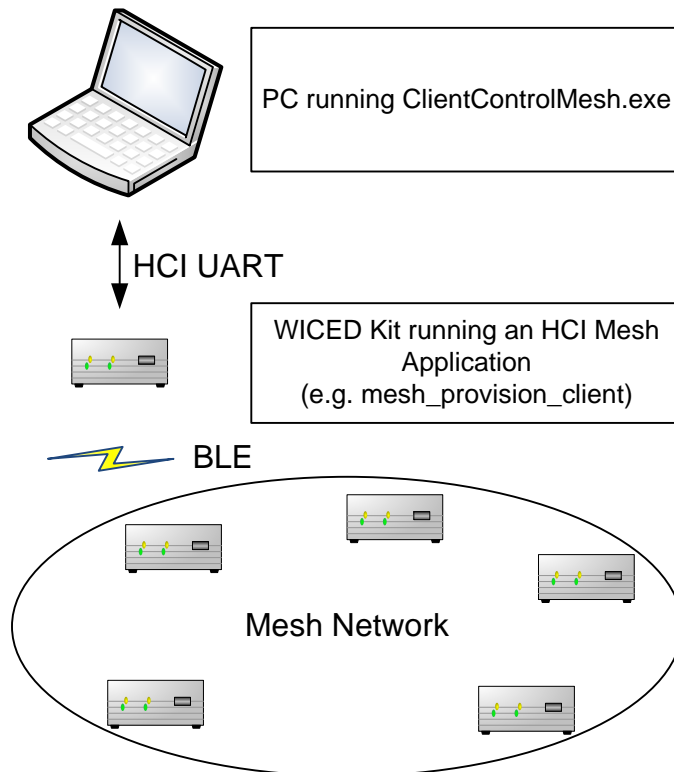 PC running ClientControlMesh.exe
HCI UART
WICED Kit running an HCI Mesh
Application
(e.g. mesh_provision_client)
BLE
Mesh Network